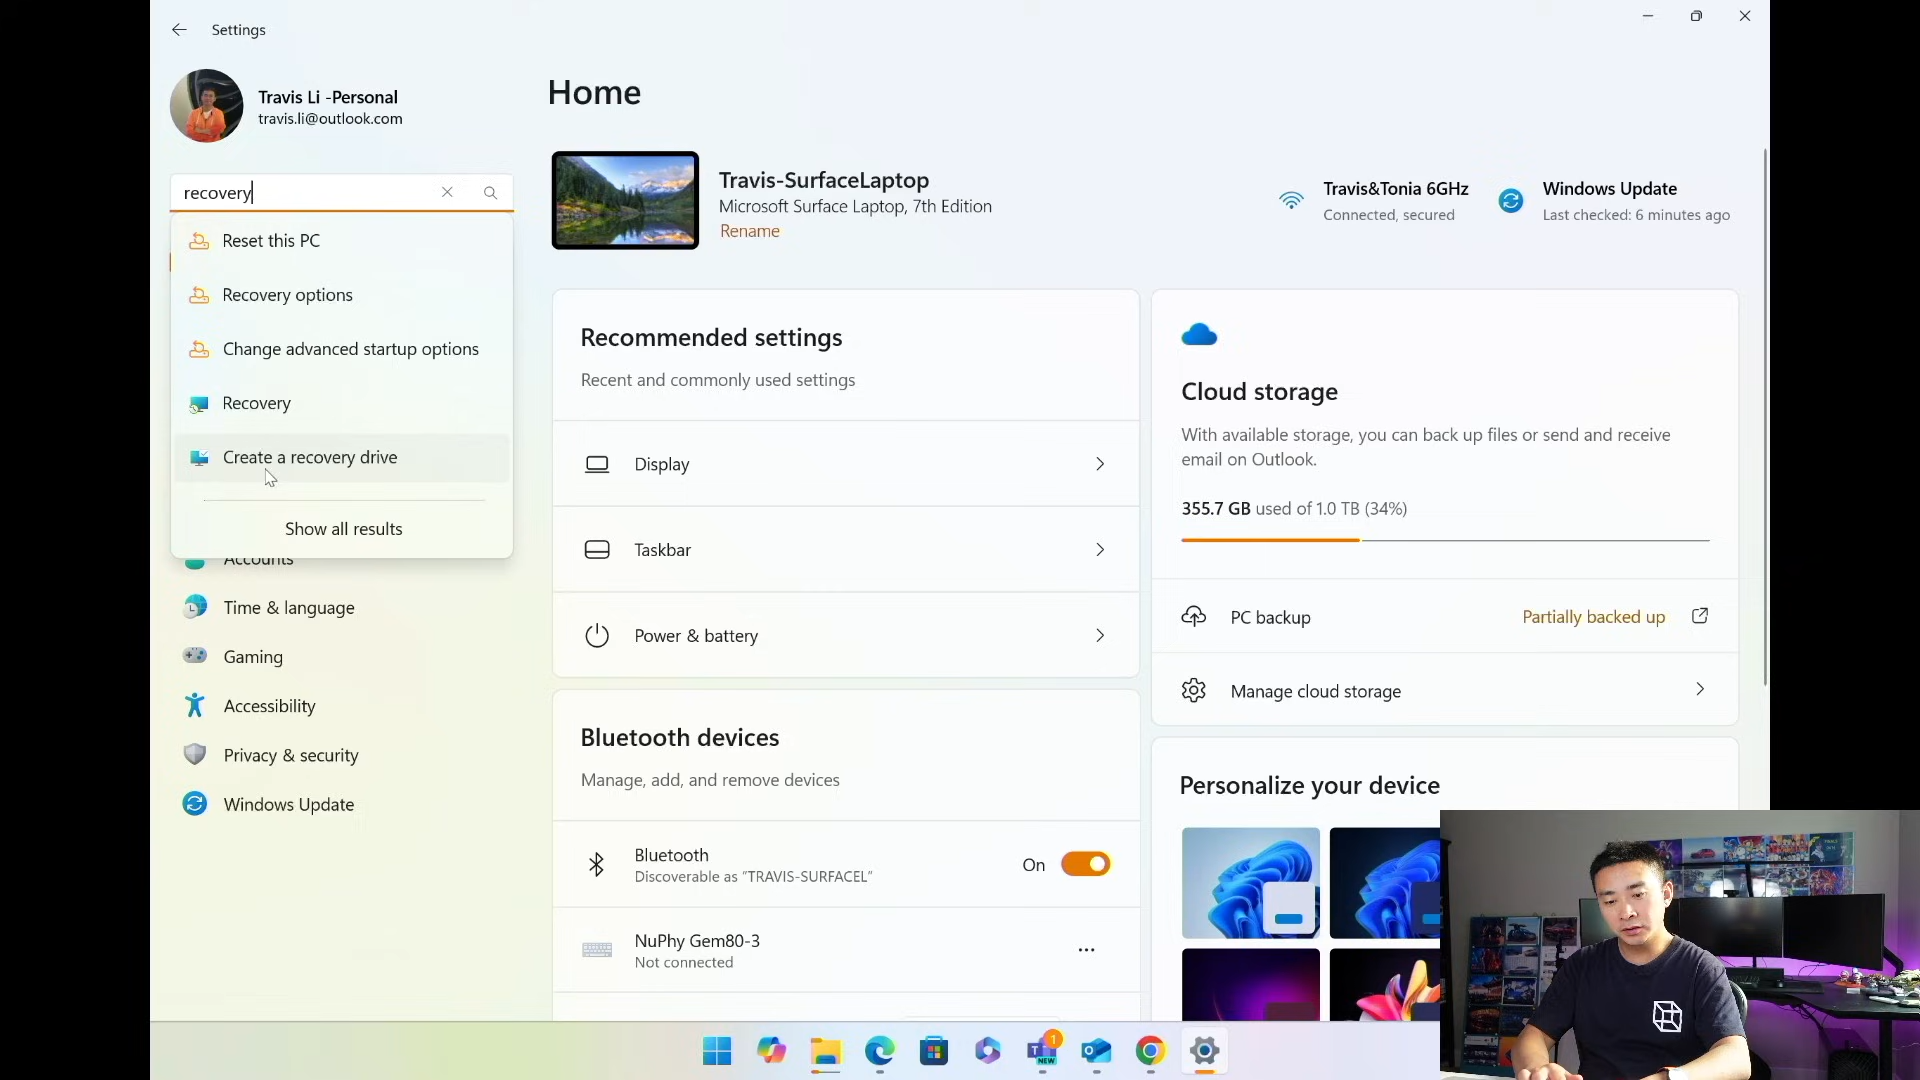 Settings
Travis Li -Personal
travis.li@outlook.com
recovery
Reset this PC
Recovery options
Change advanced startup options
Recovery
Create a recovery drive
Show all results
Accounts
Time & language
Gaming
Accessibility
Privacy & security
Windows Update
Home
Travis-SurfaceLaptop
Microsoft Surface Laptop, 7th Edition
Rename
Travis&Tonia 6GHz
Connected, secured
Windows Update
Last checked: 6 minutes ago
Recommended settings
Recent and commonly used settings
Display
Taskbar
Power & battery
Bluetooth devices
Manage, add, and remove devices
Bluetooth
Discoverable as "TRAVIS-SURFACEL"
On
NuPhy Gem80-3
Not connected
Cloud storage
With available storage, you can back up files or send and receive
email on Outlook.
355.7 GB used of 1.0 TB (34%)
PC backup
Partially backed up
Manage cloud storage
Personalize your device
1
NEW